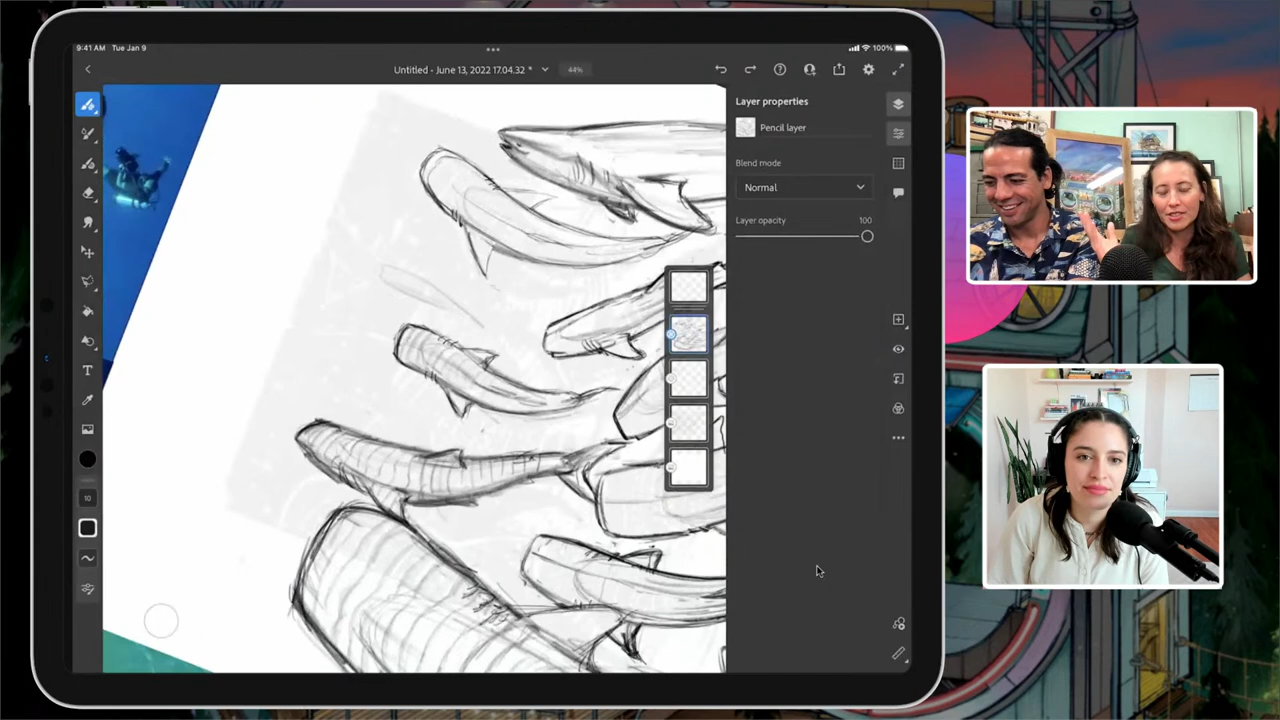 9:41 AM Tue Jan 9
100%
Untitled - June 13, 2022 17.04.32 *
44%
Layer properties
Pencil layer
Blend mode
Normal
Layer opacity
100
T
10